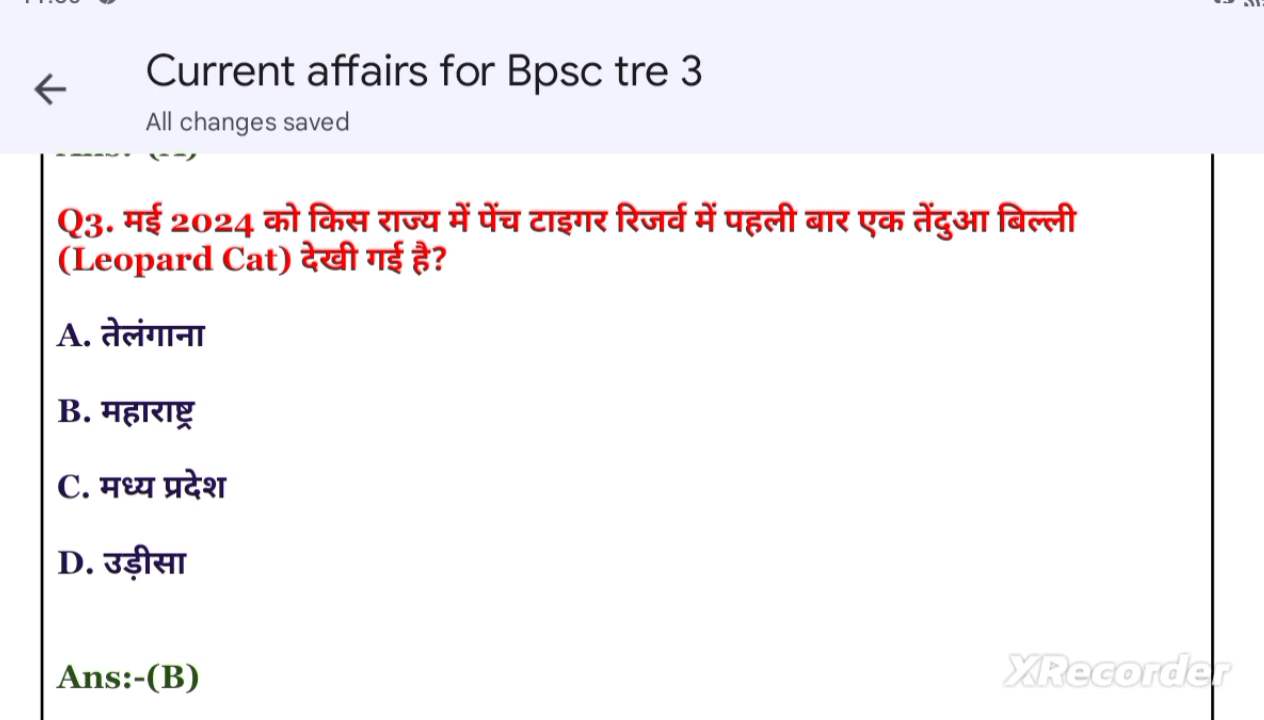 Current affairs for Bpsc tre 3
All changes saved
Q3. मई 2024 को किस राज्य में पेंच टाइगर रिजर्व में पहली बार एक तेंदुआ बिल्ली
(Leopard Cat) देखी गई है?
A. तेलंगाना
B. महाराष्ट्र
C. मध्य प्रदेश
D. उड़ीसा
Ans:-(B)
XRecorder